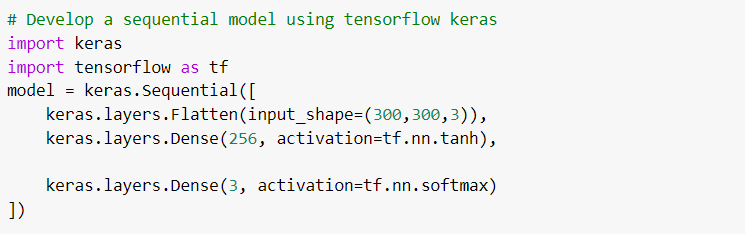 # Develop a sequential model using tensorflow keras
import keras
import tensorflow as tf
model = keras.Sequential([
    keras.layers.Flatten(input_shape=(300,300,3)),
    keras.layers.Dense(256, activation=tf.nn.tanh),

    keras.layers.Dense(3, activation=tf.nn.softmax)
])